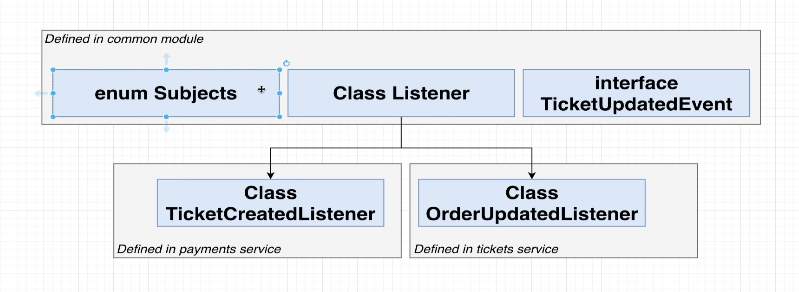 Defined in common module
enum Subjects
Class Listener
interface
TicketUpdatedEvent
Class
TicketCreatedListener
Class
OrderUpdatedListener
Defined in payments service
Defined in tickets service